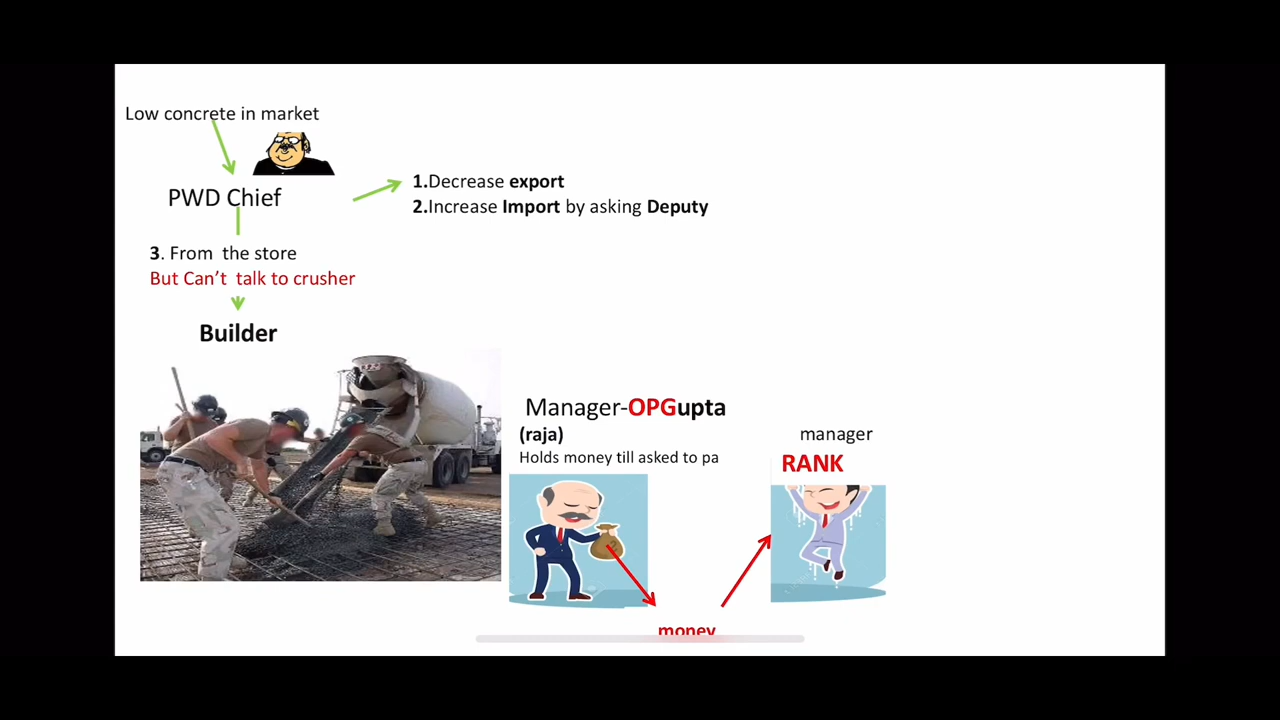 Low concrete in market
PWD Chief
1.Decrease export
2.Increase Import by asking Deputy
3. From the store
But Can't talk to crusher
Builder
Manager-OPGupta
(raja)
Holds money till asked to pa
manager
RANK
money